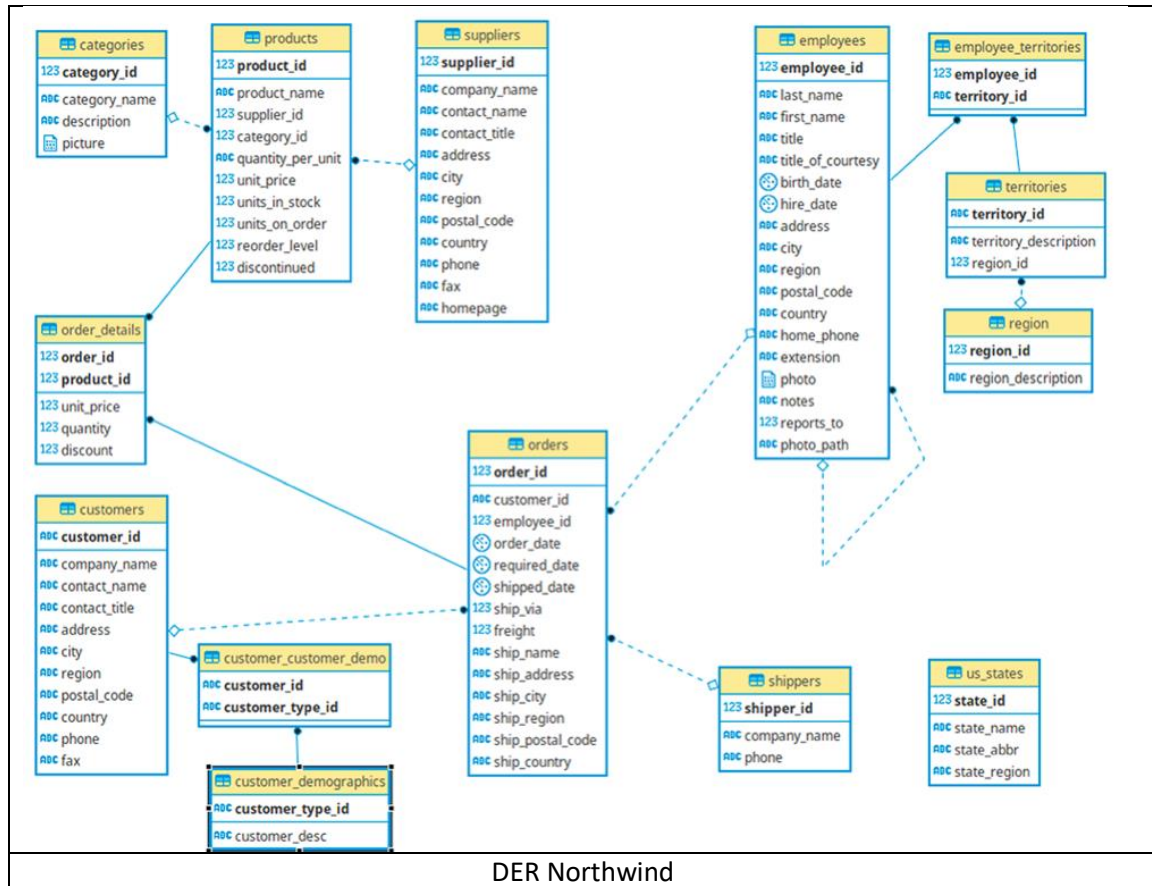 categories
123 category_id
ABC category_name
ABC description
picture
products
123 product_id
ABC product_name
123 supplier_id
123 category_id
ABC quantity_per_unit
123 unit_price
123 units_in_stock
123 units_on_order
123 reorder_level
123 discontinued
suppliers
123 supplier_id
ABC company_name
ABC contact_name
ABC contact_title
ABC address
ABC city
ABC region
ABC postal_code
ABC country
ABC phone
ABC fax
ABC homepage
employees
123 employee_id
ABC last_name
ABC first_name
ABC title
ABC title_of_courtesy
birth_date
hire_date
ABC address
ABC city
ABC region
ABC postal_code
ABC country
ABC home_phone
ABC extension
photo
ABC notes
123 reports_to
ABC photo_path
employee_territories
123 employee_id
ABC territory_id
territories
ABC territory_id
ABC territory_description
123 region_id
region
123 region_id
ABC region_description
order_details
123 order_id
123 product_id
123 unit_price
123 quantity
123 discount
orders
123 order_id
ABC customer_id
123 employee_id
order_date
required_date
shipped_date
123 ship_via
123 freight
ABC ship_name
ABC ship_address
ABC ship_city
ABC ship_region
ABC ship_postal_code
ABC ship_country
customers
ABC customer_id
ABC company_name
ABC contact_name
ABC contact_title
ABC address
ABC city
ABC region
ABC postal_code
ABC country
ABC phone
ABC fax
customer_customer_demo
ABC customer_id
ABC customer_type_id
customer_demographics
ABC customer_type_id
ABC customer_desc
shippers
123 shipper_id
ABC company_name
ABC phone
us_states
123 state_id
ABC state_name
ABC state_abbr
ABC state_region
DER Northwind